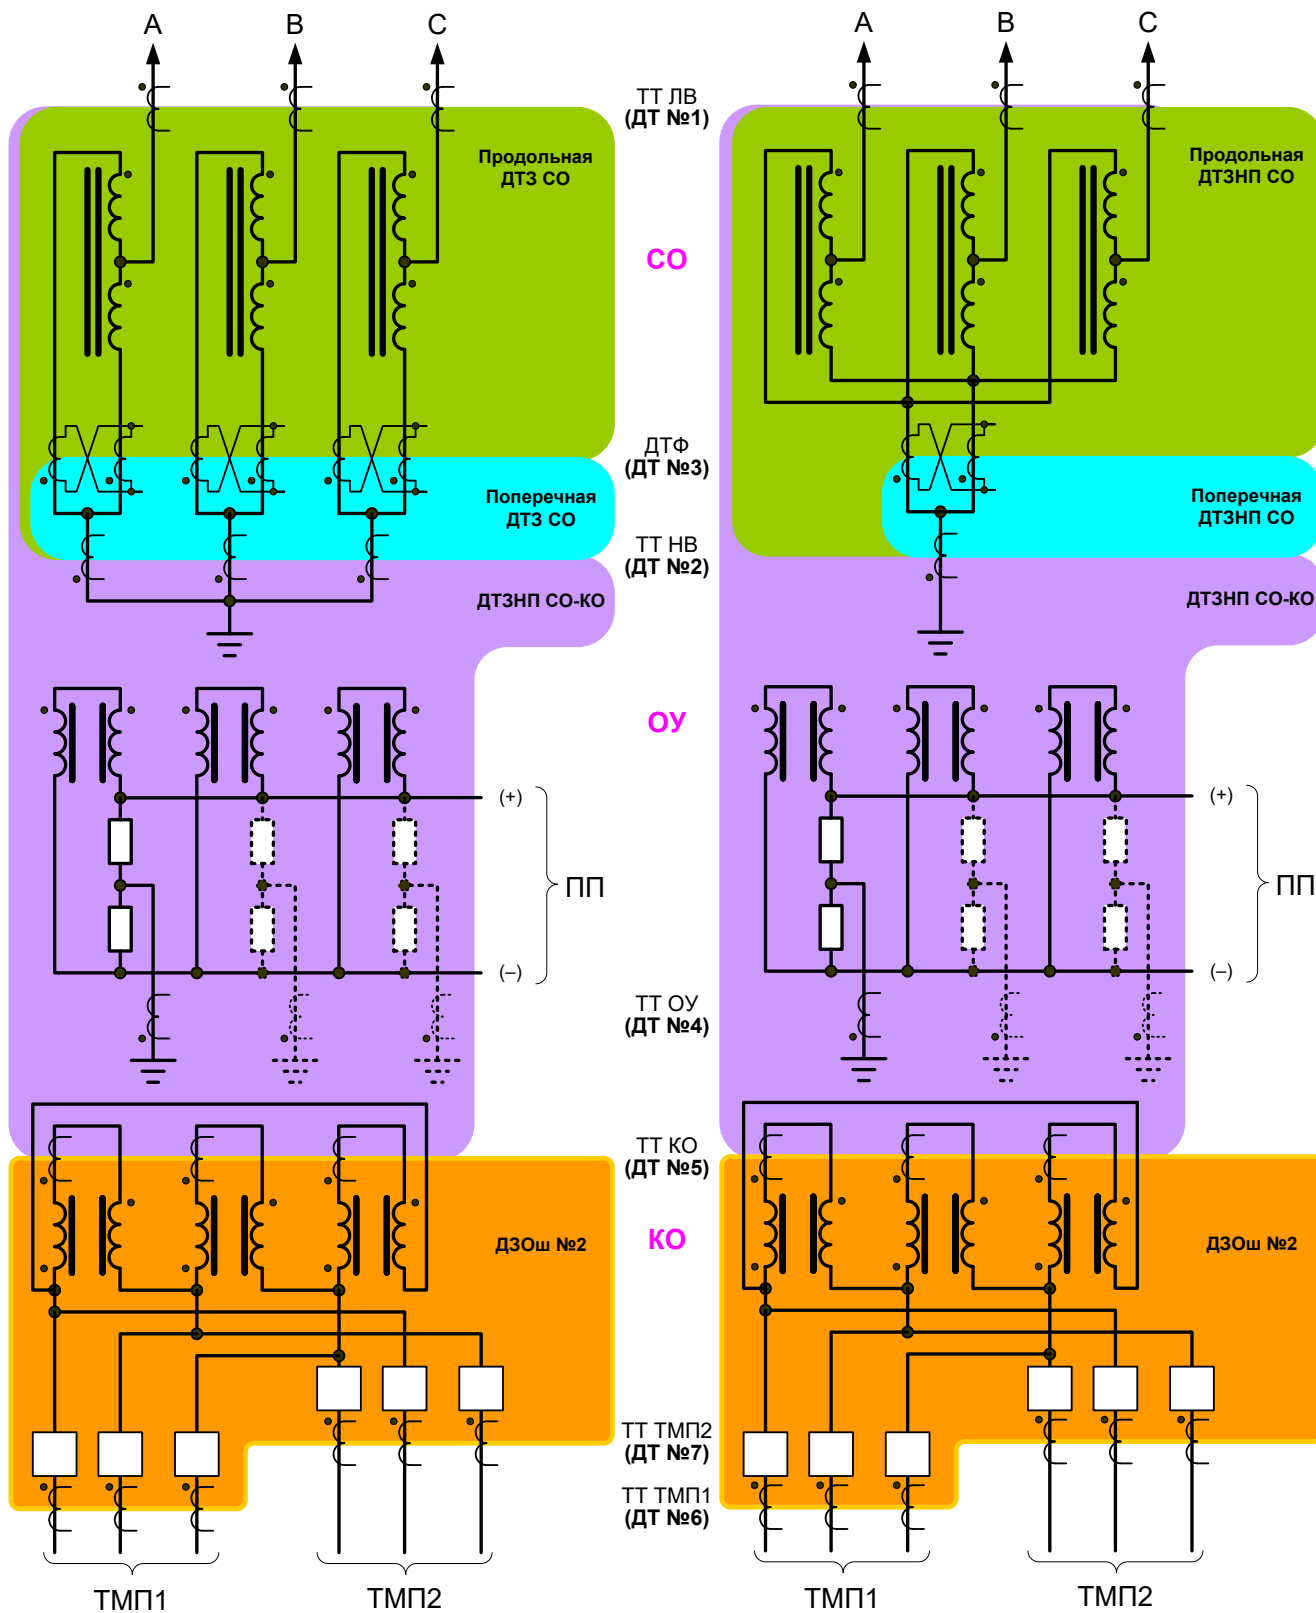 A B C A B C
ТТ ЛВ
(ДТ №1)
Продольная
ДТЗ СО
Продольная
ДТЗНП СО
СО
ДТФ
(ДТ №3)
Поперечная
ДТЗ СО
Поперечная
ДТЗНП СО
ТТ НВ
(ДТ №2)
ДТЗНП СО-КО
ДТЗНП СО-КО
ОУ
(+)
(+)
ПП
ПП
(–)
(–)
ТТ ОУ
(ДТ №4)
ТТ КО
(ДТ №5)
ДЗОш №2
КО
ДЗОш №2
ТТ ТМП2
(ДТ №7)
ТТ ТМП1
(ДТ №6)
ТМП1 ТМП2 ТМП1 ТМП2